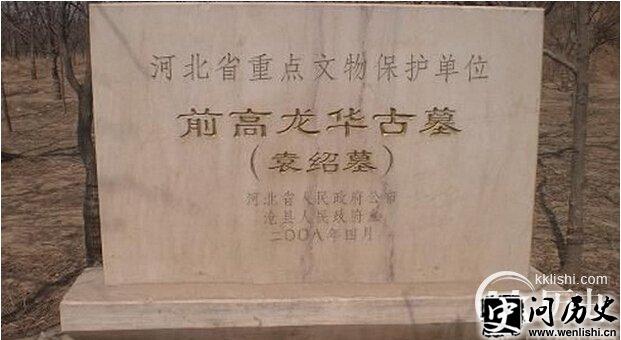 河北省重点文物保护单位
前高龙华古墓
(袁绍墓)
河北省人民政府公布
沧县人民政府立
二〇〇八年四月
kklishi.com
问历史
www.wenlishi.cn